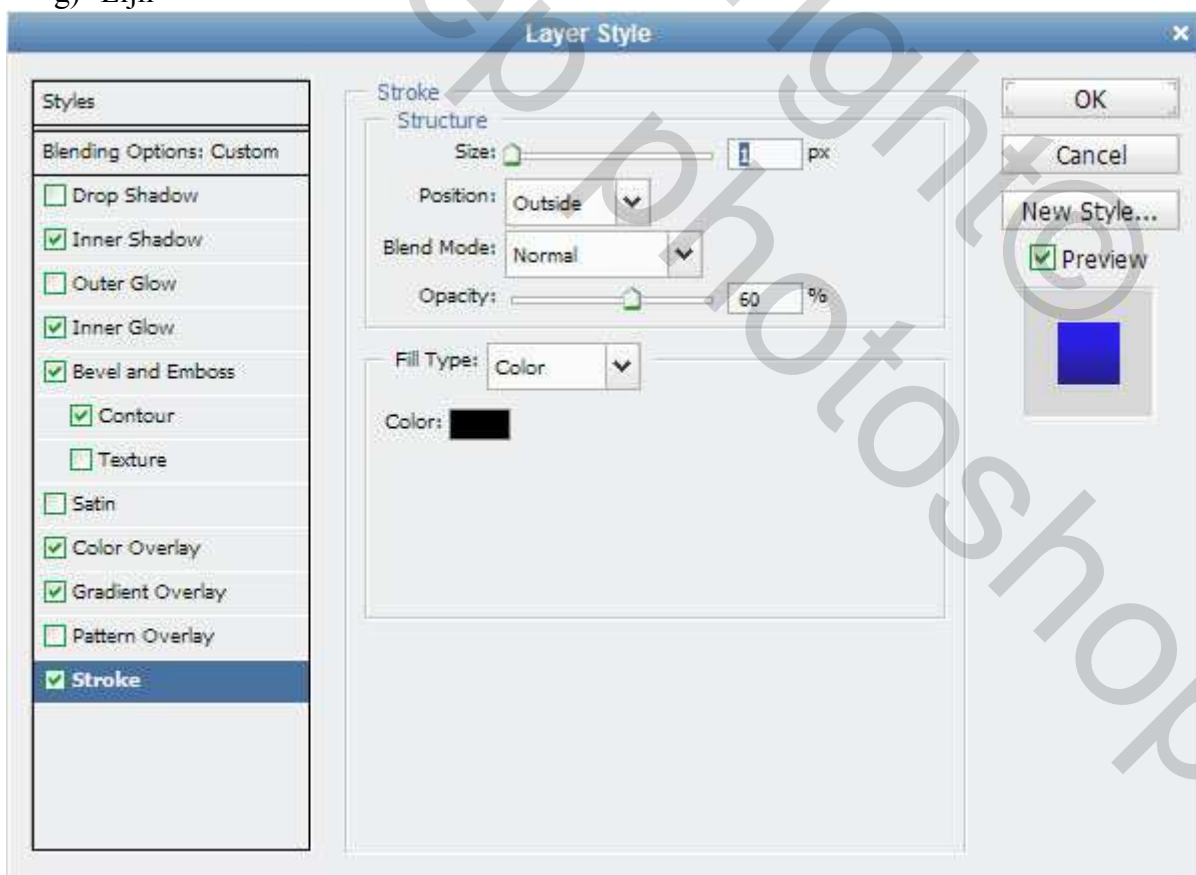 g) Lijn
Layer Style
Styles
Blending Options: Custom
Drop Shadow
Inner Shadow
Outer Glow
Inner Glow
Bevel and Emboss
Contour
Texture
Satin
Color Overlay
Gradient Overlay
Pattern Overlay
Stroke
Stroke
Structure
Size: 1 px
Position: Outside
Blend Mode: Normal
Opacity: 60 %
Fill Type: Color
Color:
OK
Cancel
New Style...
Preview
photoshop